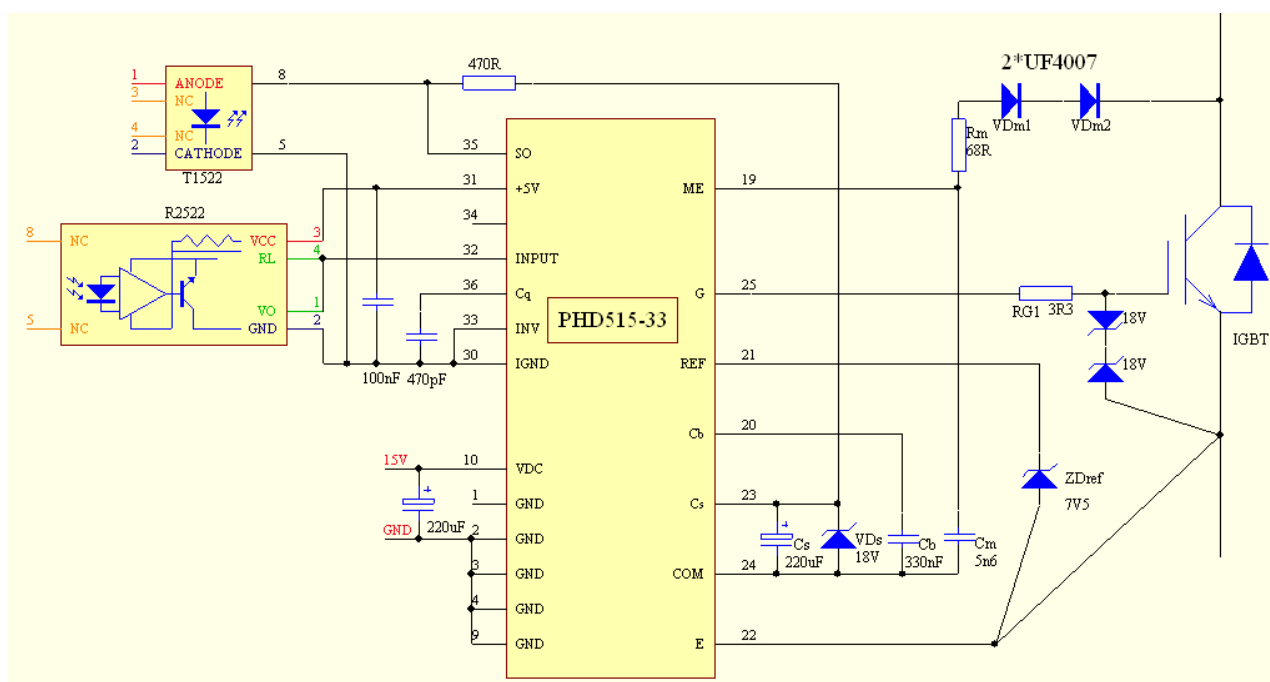 470R
2*UF4007
1 ANODE 8
3 NC
4 NC
2 CATHODE 5
T1522
VDm1 VDm2
Rm
68R
35 SO
31 +5V
34
32 INPUT
36 Cq
33 INV
30 IGND
ME 19
R2522
8 NC VCC 3
RL 4
VO 1
5 NC GND 2
PHD515-33
G 25
RG1 3R3
18V
18V
IGBT
100nF 470pF
REF 21
Cb 20
15V 10 VDC
1 GND
220uF
GND 2 GND
3 GND
4 GND
9 GND
Cs 23
ZDref
7V5
+
+
Cs
220uF
VDs
18V
Cb
330nF
Cm
5n6
COM 24
E 22